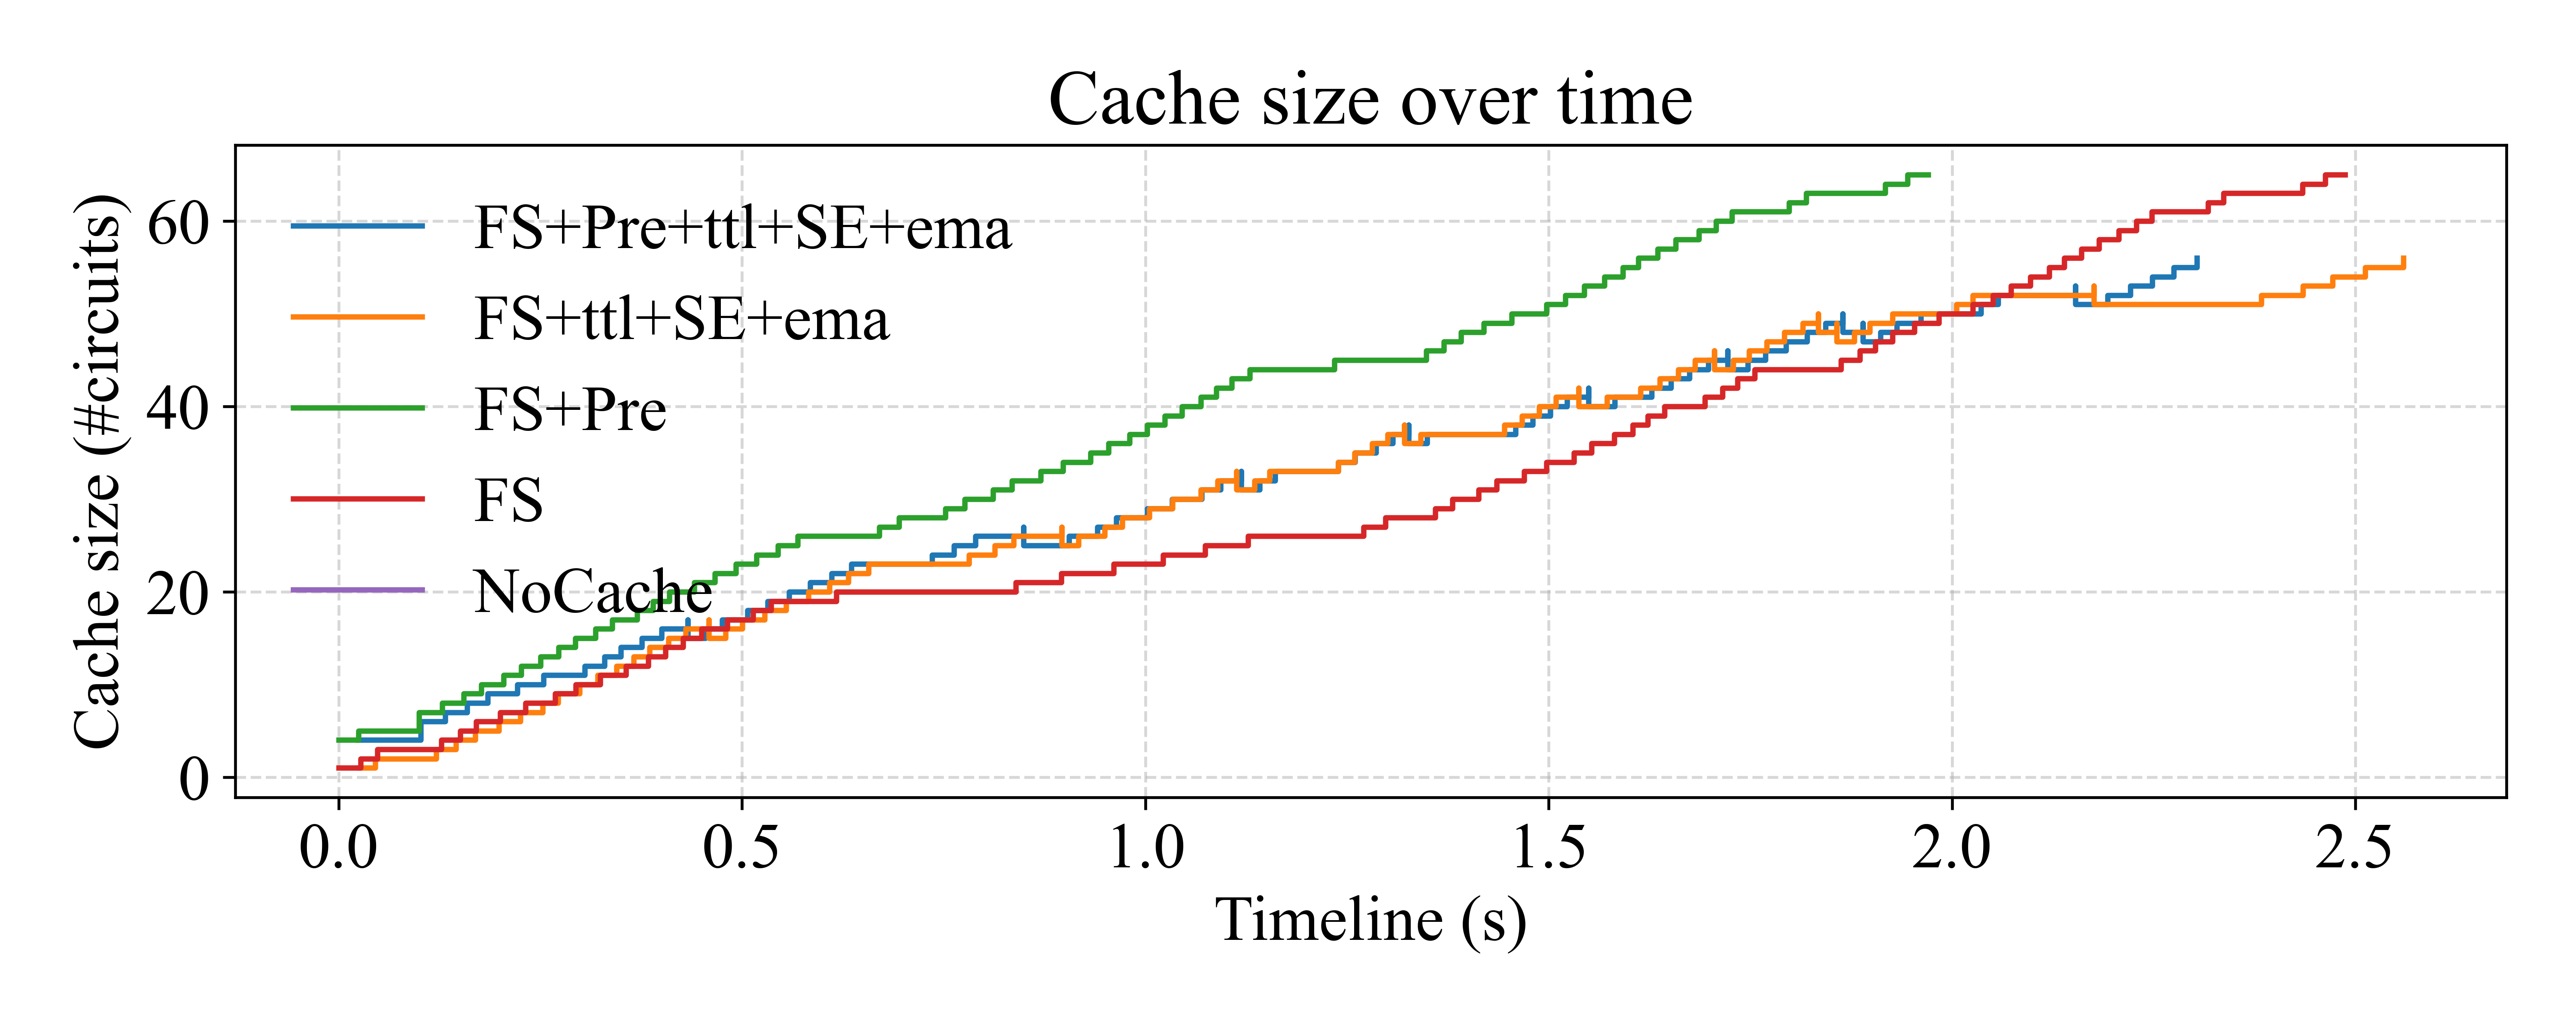 Cache size over time
Cache size (#circuits)
60
40
20
0
FS+Pre+ttl+SE+ema
FS+ttl+SE+ema
FS+Pre
FS
NoCache
0.0 0.5 1.0 1.5 2.0 2.5
Timeline (s)